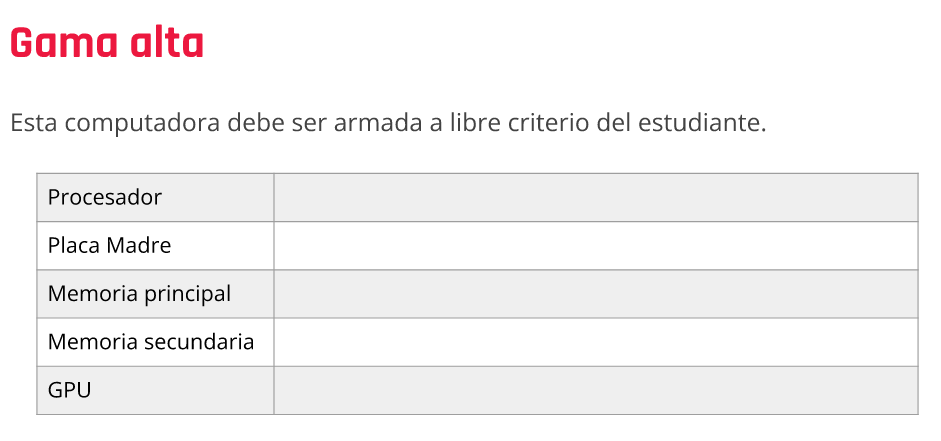 Gama alta
Esta computadora debe ser armada a libre criterio del estudiante.
Procesador
Placa Madre
Memoria principal
Memoria secundaria
GPU